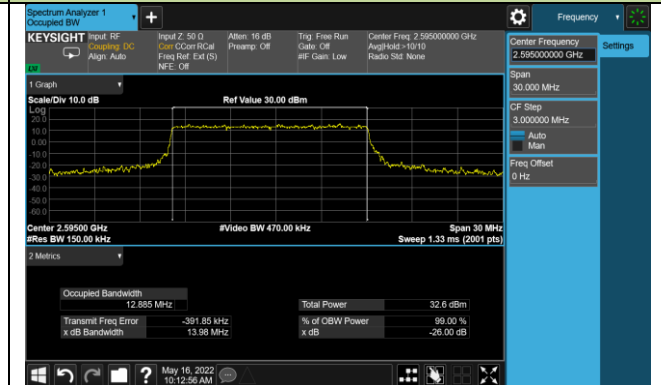 Spectrum Analyzer 1
Occupied BW
Frequency
KEYSIGHT
Input: RF
Coupling: DC
Align: Auto
Input Z: 50 Ω
Corr CCorr RCal
Freq Ref: Ext (S)
NFE: Off
Atten: 16 dB
Preamp: Off
Trig: Free Run
Gate: Off
#IF Gain: Low
Center Freq: 2.595000000 GHz
Avg|Hold:>10/10
Radio Std: None
LXI
Center Frequency
2.595000000 GHz
Settings
Span
30.000 MHz
CF Step
3.000000 MHz
Auto
Man
Freq Offset
0 Hz
1 Graph
Scale/Div 10.0 dB
Ref Value 30.00 dBm
Log
20.0
10.0
0.00
-10.0
-20.0
-30.0
-40.0
-50.0
-60.0
Center 2.59500 GHz
#Video BW 470.00 kHz
Span 30 MHz
#Res BW 150.00 kHz
Sweep 1.33 ms (2001 pts)
2 Metrics
Occupied Bandwidth
12.885 MHz
Total Power 32.6 dBm
Transmit Freq Error -391.85 kHz
% of OBW Power 99.00 %
x dB Bandwidth 13.98 MHz
x dB -26.00 dB
May 16, 2022
10:12:56 AM